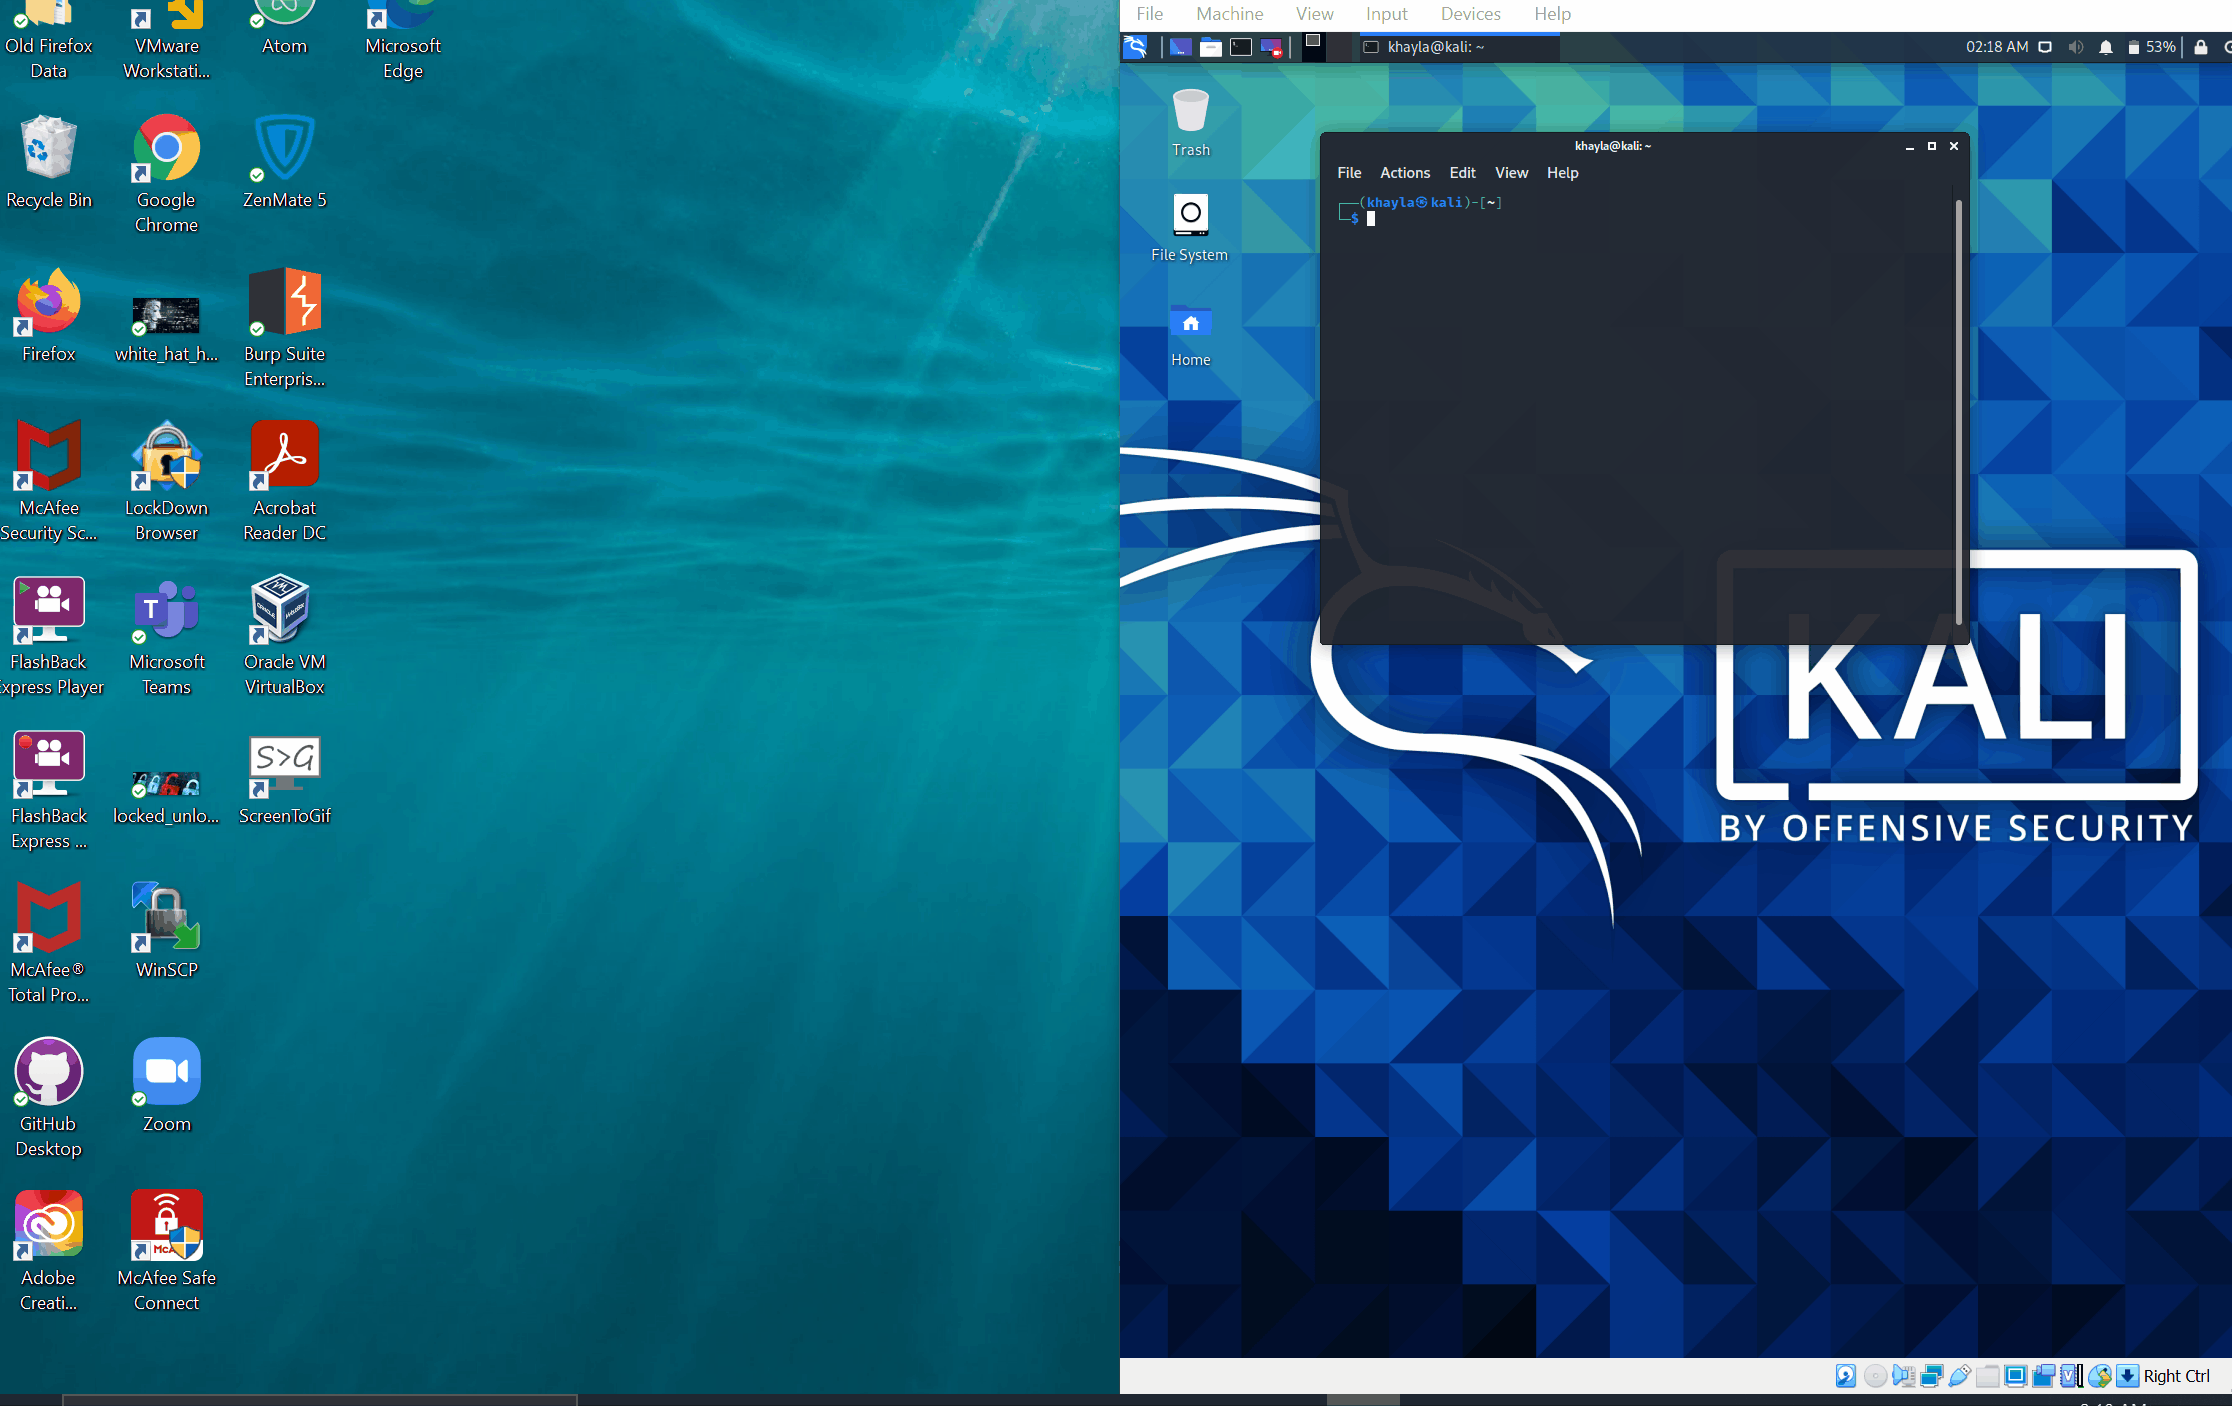 Old Firefox
Data
VMware
Workstati...
Atom
Microsoft
Edge
Recycle Bin
Google
Chrome
ZenMate 5
Firefox
white_hat_h...
Burp Suite
Enterpris...
McAfee
Security Sc...
LockDown
Browser
Acrobat
Reader DC
FlashBack
Express Player
T
Microsoft
Teams
Oracle VM
VirtualBox
FlashBack
Express ...
locked_unlo...
S>G
ScreenToGif
McAfee®
Total Pro...
WinSCP
GitHub
Desktop
Zoom
Adobe
Creati...
McAfee Safe
Connect
File Machine View Input Devices Help
khayla@kali: ~
02:18 AM
53%
Trash
File System
Home
khayla@kali: ~
File Actions Edit View Help
┌──(khayla㉿kali)-[~]
└─$
KALI
BY OFFENSIVE SECURITY
Right Ctrl